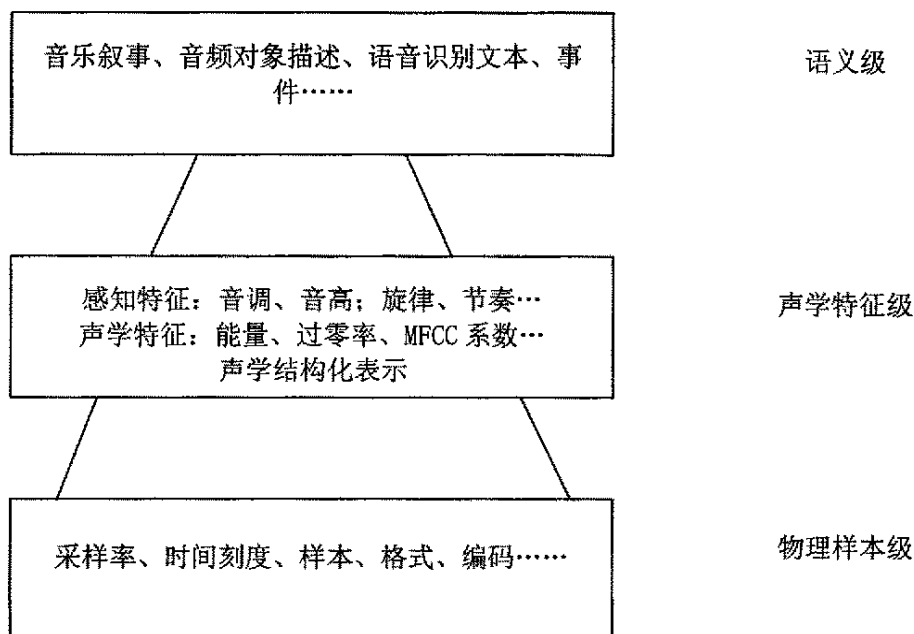 音乐叙事、音频对象描述、语音识别文本、事
件……
语义级
感知特征：音调、音高；旋律、节奏…
声学特征：能量、过零率、MFCC 系数…
声学结构化表示
声学特征级
采样率、时间刻度、样本、格式、编码……
物理样本级